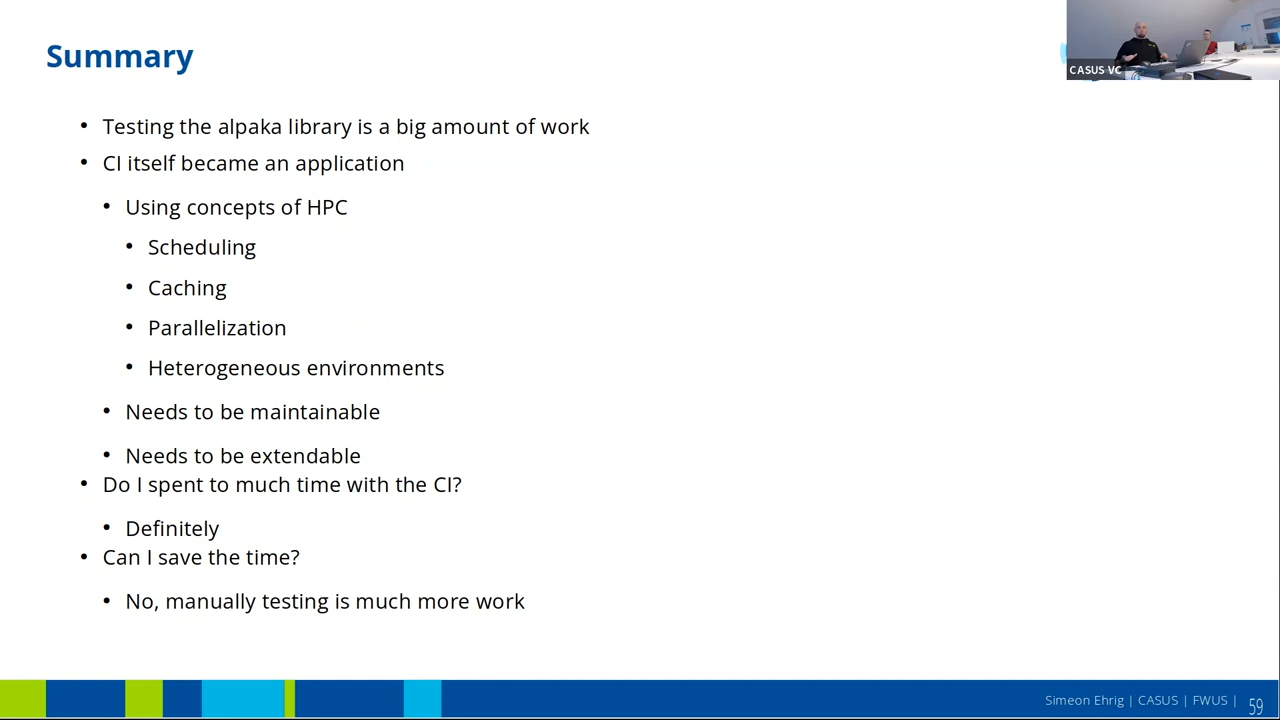 Summary
CASUS VC
• Testing the alpaka library is a big amount of work
• CI itself became an application
• Using concepts of HPC
• Scheduling
• Caching
• Parallelization
• Heterogeneous environments
• Needs to be maintainable
• Needs to be extendable
• Do I spent to much time with the CI?
• Definitely
• Can I save the time?
• No, manually testing is much more work
Simeon Ehrig | CASUS | FWUS | 59